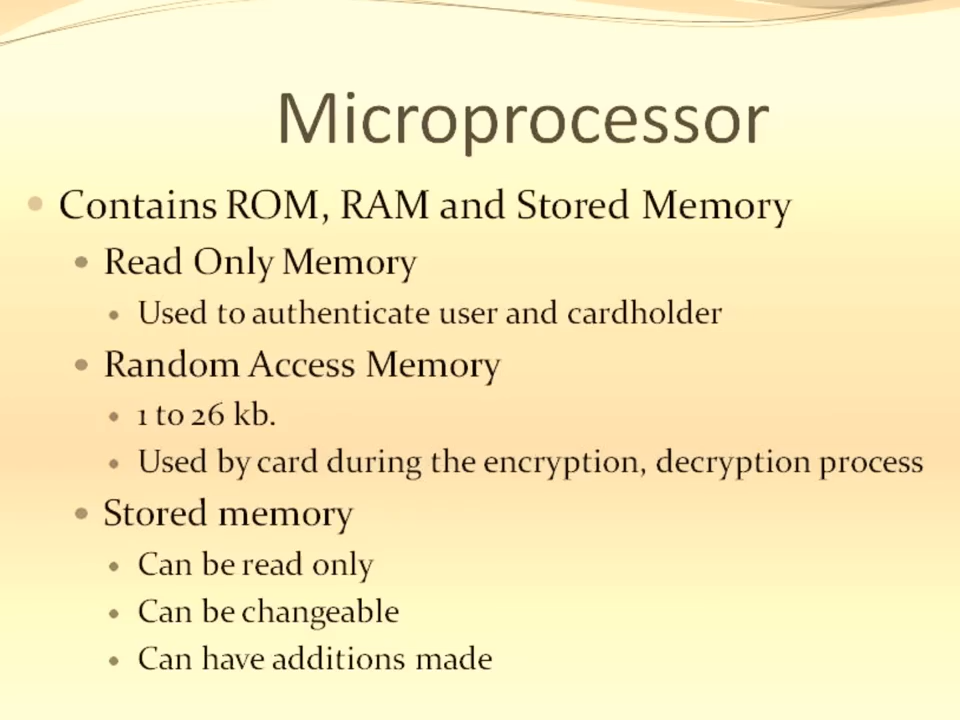 Microprocessor
Contains ROM, RAM and Stored Memory
Read Only Memory
Used to authenticate user and cardholder
Random Access Memory
1 to 26 kb.
Used by card during the encryption, decryption process
Stored memory
Can be read only
Can be changeable
Can have additions made